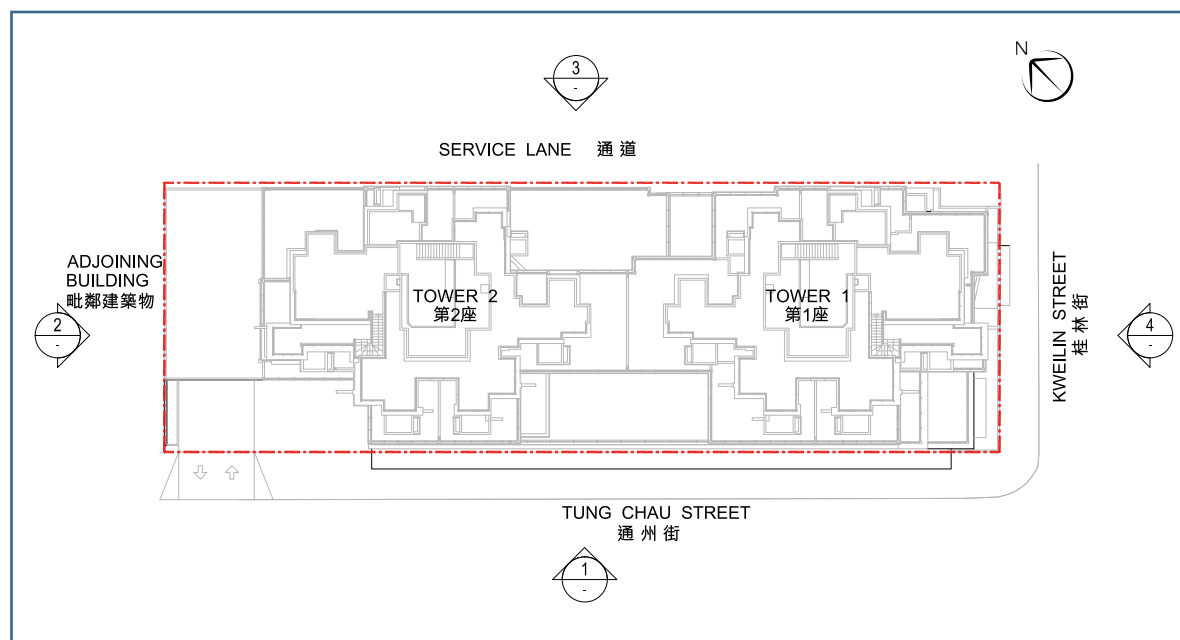 N
3
-
SERVICE LANE 通道
ADJOINING
BUILDING
毗鄰建築物
2
-
TOWER 2
第2座
TOWER 1
第1座
KWEILIN STREET
桂林街
4
-
TUNG CHAU STREET
通州街
1
-